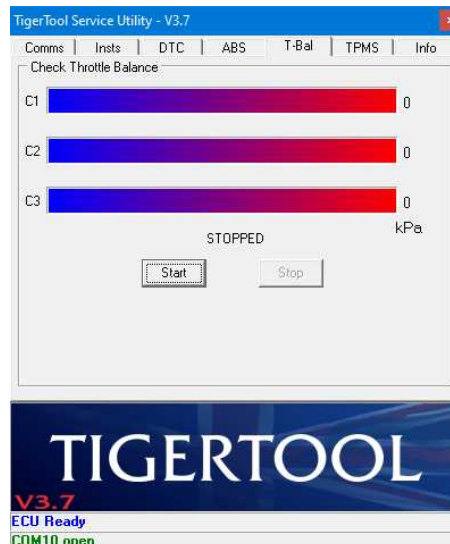 TigerTool Service Utility - V3.7
Comms Insts DTC ABS T-Bal TPMS Info
Check Throttle Balance
C1 0
C2 0
C3 0
kPa
STOPPED
Start Stop
TIGERTOOL
V3.7
ECU Ready
COM10 open